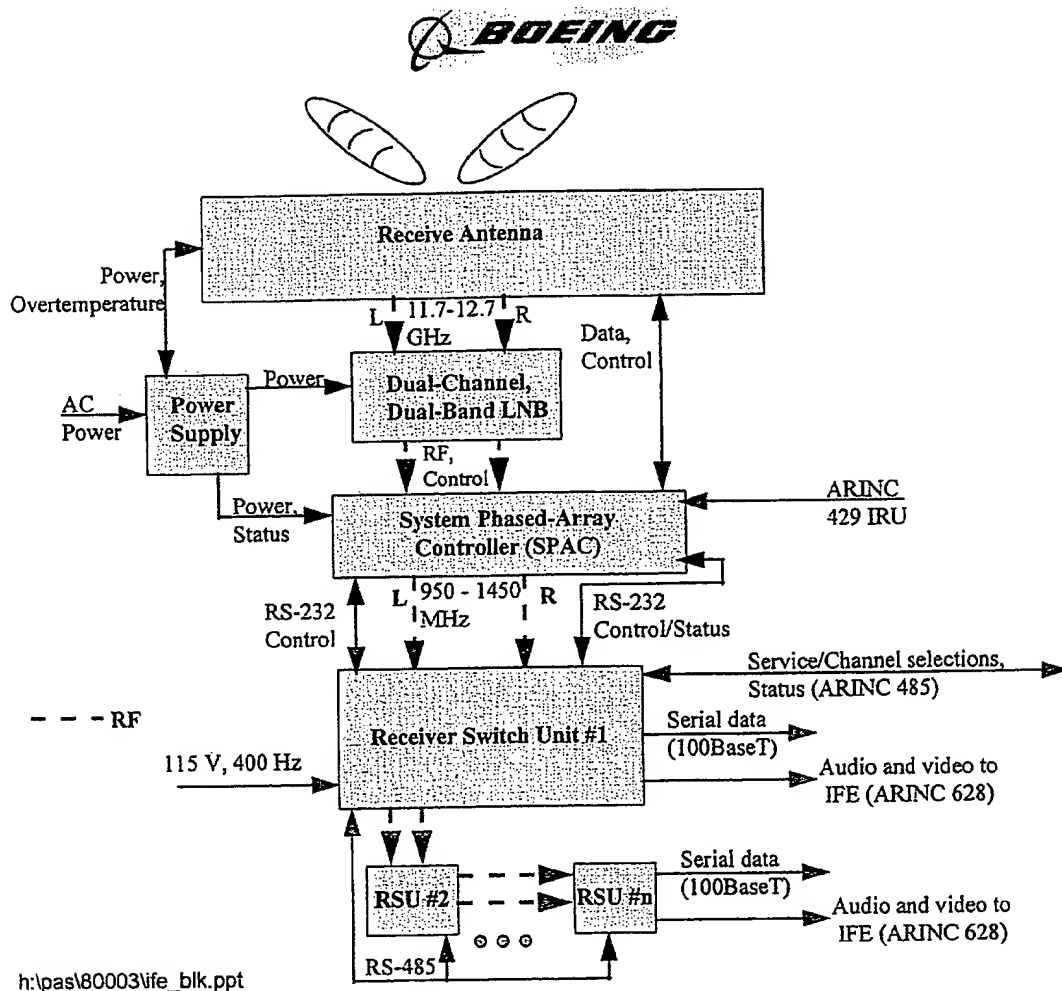 BOEING
Receive Antenna
Power,
Overtemperature
L
11.7-12.7
GHz
R
Data,
Control
AC
Power
Power
Supply
Power
Dual-Channel,
Dual-Band LNB
RF,
Control
Power,
Status
System Phased-Array
Controller (SPAC)
ARINC
429 IRU
RS-232
Control
L
950 - 1450
MHz
R
RS-232
Control/Status
Service/Channel selections,
Status (ARINC 485)
RF
Receiver Switch Unit #1
Serial data
(100BaseT)
115 V, 400 Hz
Audio and video to
IFE (ARINC 628)
RSU #2
RSU #n
Serial data
(100BaseT)
Audio and video to
IFE (ARINC 628)
RS-485
h:\pas\80003\ife_blk.ppt